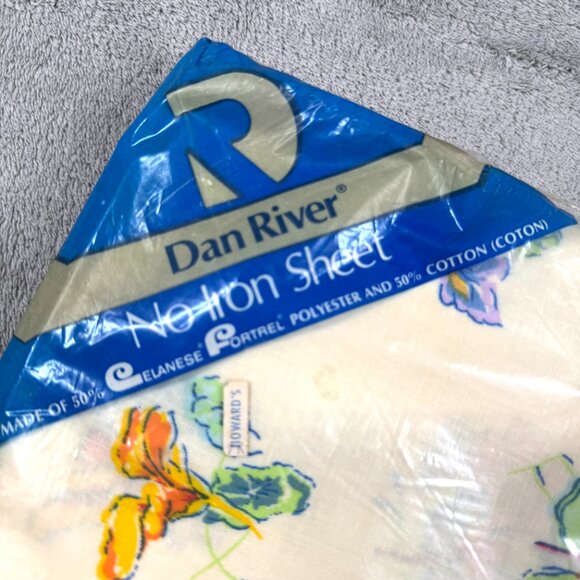 Dan River®
No-Iron Sheet
MADE OF 50% CELANESE® FORTREL® POLYESTER AND 50% COTTON (COTON)
HOWARD'S